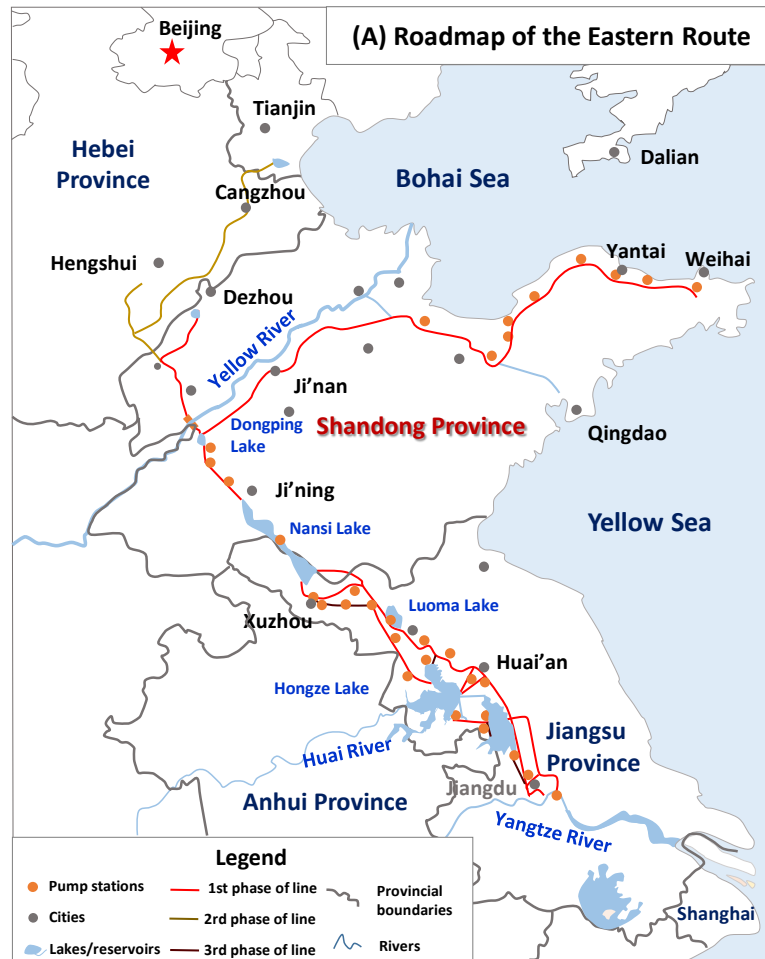 (A) Roadmap of the Eastern Route
Beijing
Tianjin
Hebei
Province
Dalian
Bohai Sea
Cangzhou
Hengshui
Yantai
Weihai
Dezhou
Yellow River
Ji’nan
Dongping
Lake
Shandong Province
Qingdao
Ji’ning
Nansi Lake
Yellow Sea
Luoma Lake
Xuzhou
Huai’an
Hongze Lake
Huai River
Jiangsu
Province
Jiangdu
Anhui Province
Yangtze River
Shanghai
Legend
Pump stations
1st phase of line
Provincial
boundaries
Cities
2rd phase of line
Lakes/reservoirs
3rd phase of line
Rivers